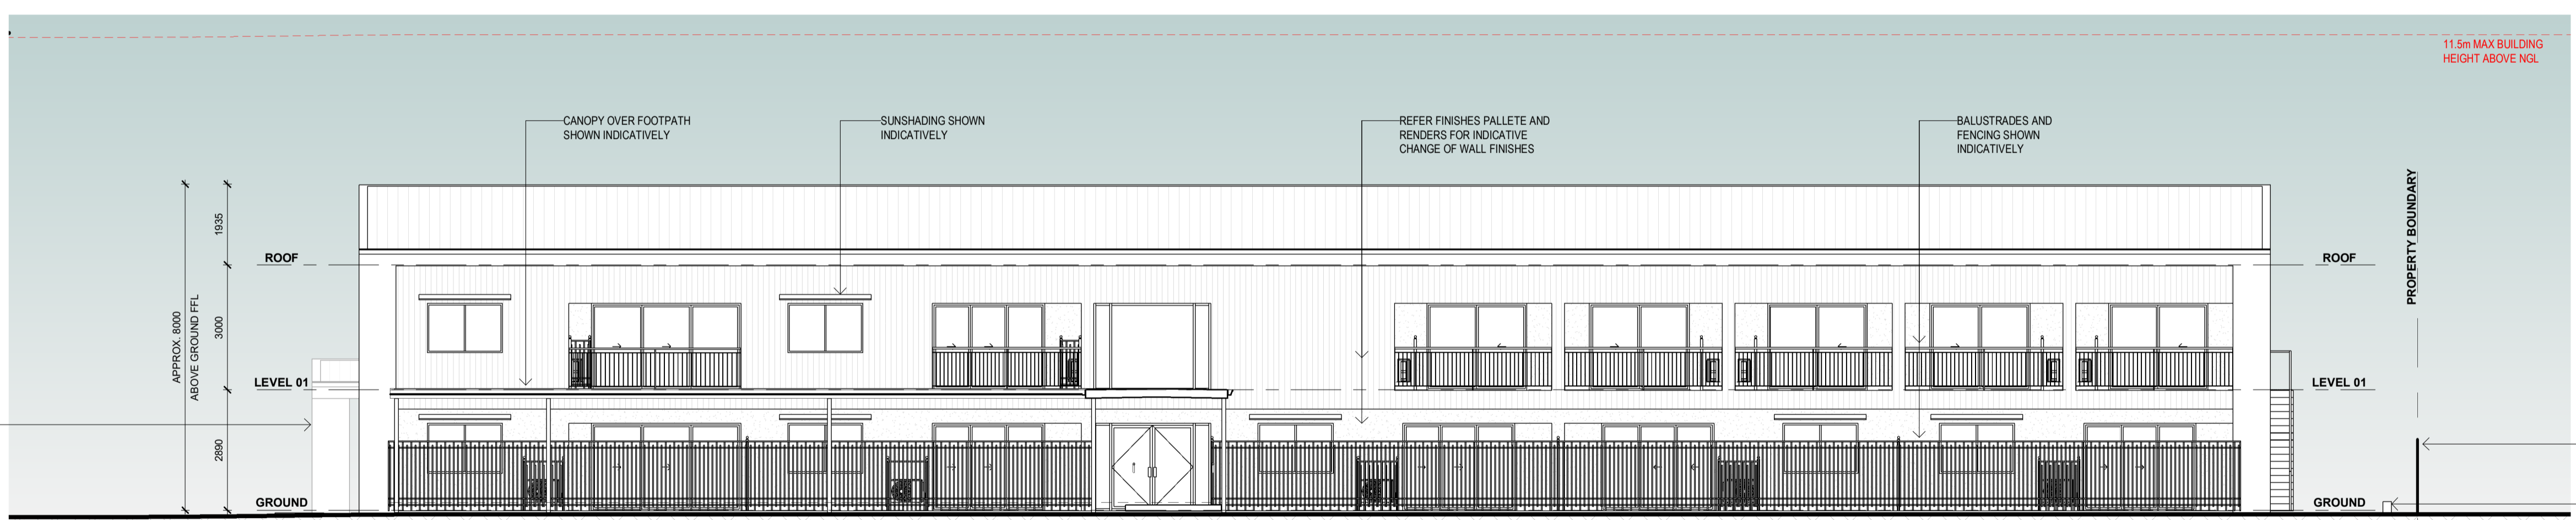 11.5m MAX BUILDING
HEIGHT ABOVE NGL
CANOPY OVER FOOTPATH
SHOWN INDICATIVELY
SUNSHADING SHOWN
INDICATIVELY
REFER FINISHES PALLETE AND
RENDERS FOR INDICATIVE
CHANGE OF WALL FINISHES
BALUSTRADES AND
FENCING SHOWN
INDICATIVELY
PROPERTY BOUNDARY
APPROX. 8000
ABOVE GROUND FFL
1935
3000
2890
ROOF
ROOF
LEVEL 01
LEVEL 01
GROUND
GROUND